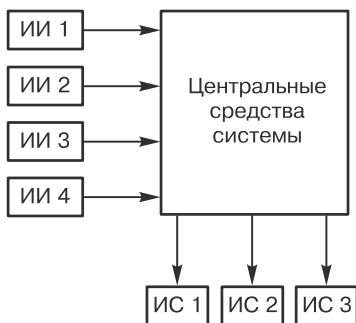 ИИ 1
ИИ 2
ИИ 3
ИИ 4
Центральные
средства
системы
ИС 1
ИС 2
ИС 3